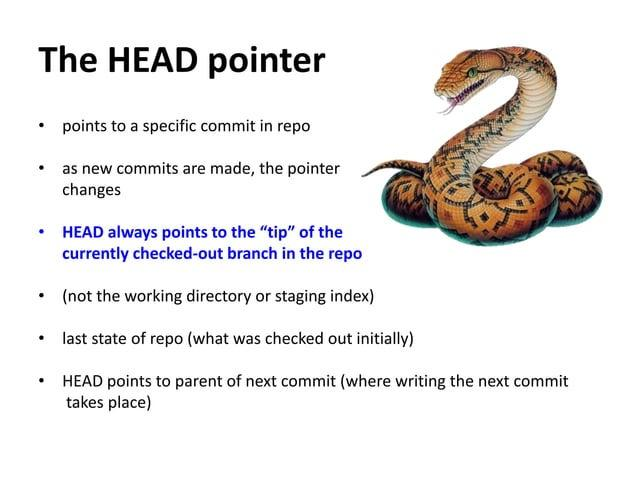 The HEAD pointer
• points to a specific commit in repo
• as new commits are made, the pointer
changes
• HEAD always points to the “tip” of the
currently checked-out branch in the repo
• (not the working directory or staging index)
• last state of repo (what was checked out initially)
• HEAD points to parent of next commit (where writing the next commit
takes place)